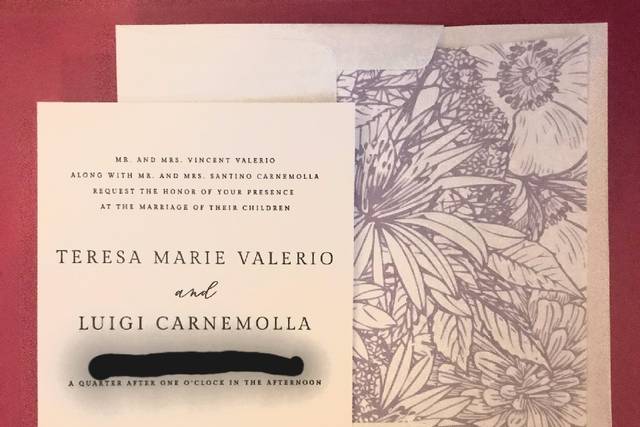 MR. AND MRS. VINCENT VALERIO
ALONG WITH MR. AND MRS. SANTINO CARNEMOLLA
REQUEST THE HONOR OF YOUR PRESENCE
AT THE MARRIAGE OF THEIR CHILDREN
TERESA MARIE VALERIO
and
LUIGI CARNEMOLLA
A QUARTER AFTER ONE O'CLOCK IN THE AFTERNOON